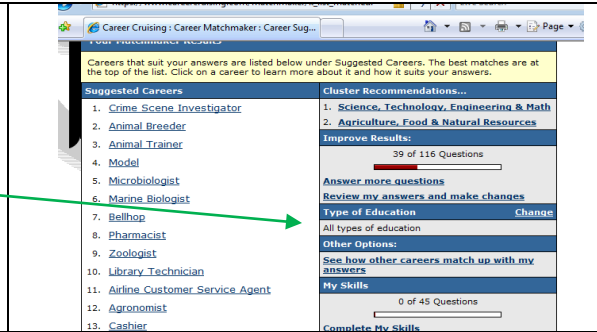 Career Cruising : Career Matchmaker : Career Sug...
Page
Your Matchmaker Results
Careers that suit your answers are listed below under Suggested Careers. The best matches are at
the top of the list. Click on a career to learn more about it and how it suits your answers.
Suggested Careers
1. Crime Scene Investigator
2. Animal Breeder
3. Animal Trainer
4. Model
5. Microbiologist
6. Marine Biologist
7. Bellhop
8. Pharmacist
9. Zoologist
10. Library Technician
11. Airline Customer Service Agent
12. Agronomist
13. Cashier
Cluster Recommendations...
1. Science, Technology, Engineering & Math
2. Agriculture, Food & Natural Resources
Improve Results:
39 of 116 Questions
Answer more questions
Review my answers and make changes
Type of Education Change
All types of education
Other Options:
See how other careers match up with my
answers
My Skills
0 of 45 Questions
Complete My Skills